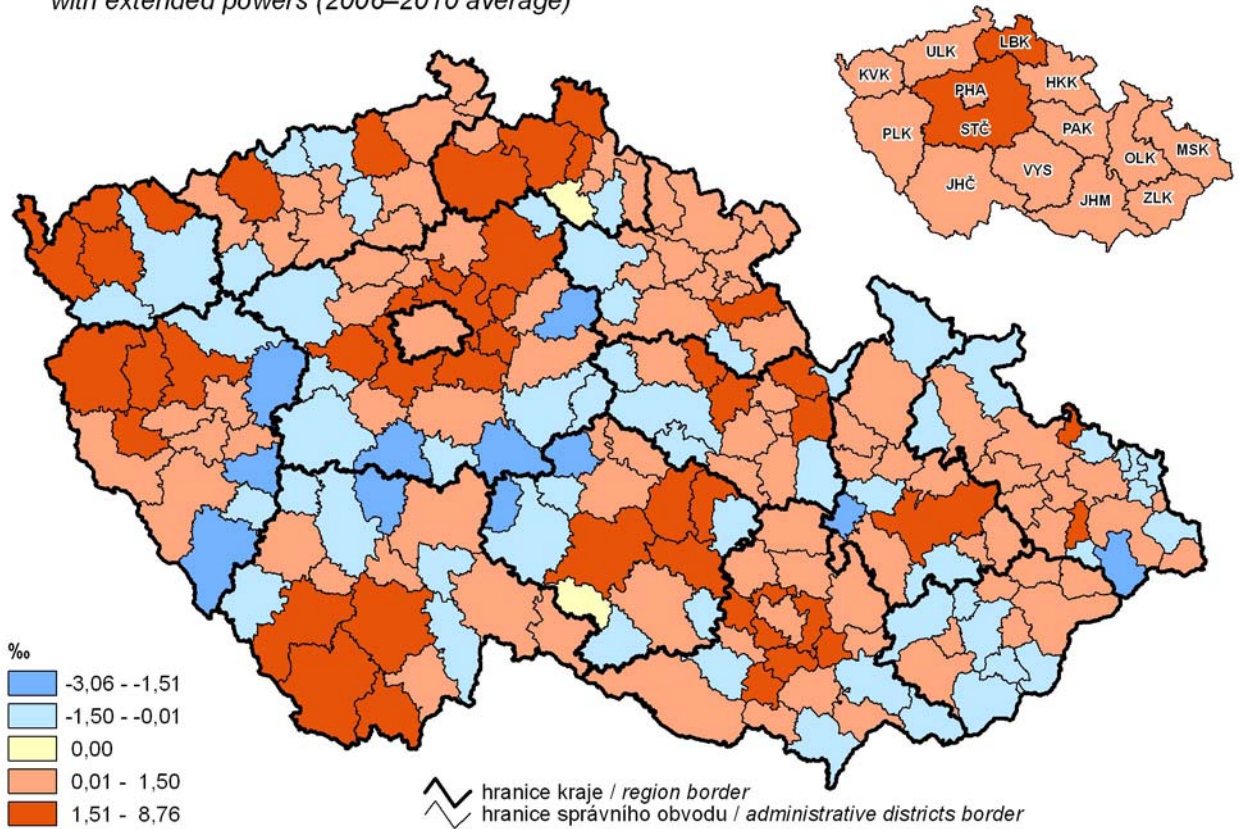 with extended powers (2006–2010 average)
LBK
ULK
KVK
HKK
PHA
PLK
STČ
PAK
MSK
OLK
VYS
JHČ
JHM
ZLK
‰
-3,06 - -1,51
-1,50 - -0,01
0,00
0,01 - 1,50
1,51 - 8,76
hranice kraje / region border
hranice správního obvodu / administrative districts border